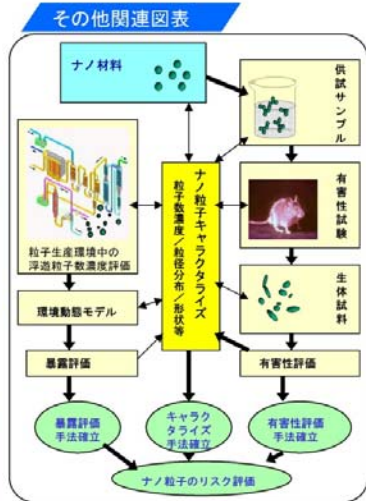 その他関連図表
ナノ材料
供試サンプル
ナノ粒子キャラクタライズ
粒子数濃度／粒径分布／形状等
有害性試験
粒子生産環境中の
浮遊粒子数濃度評価
生体試料
環境動態モデル
暴露評価
有害性評価
暴露評価
手法確立
キャラク
タライズ
手法確立
有害性評価
手法確立
ナノ粒子のリスク評価